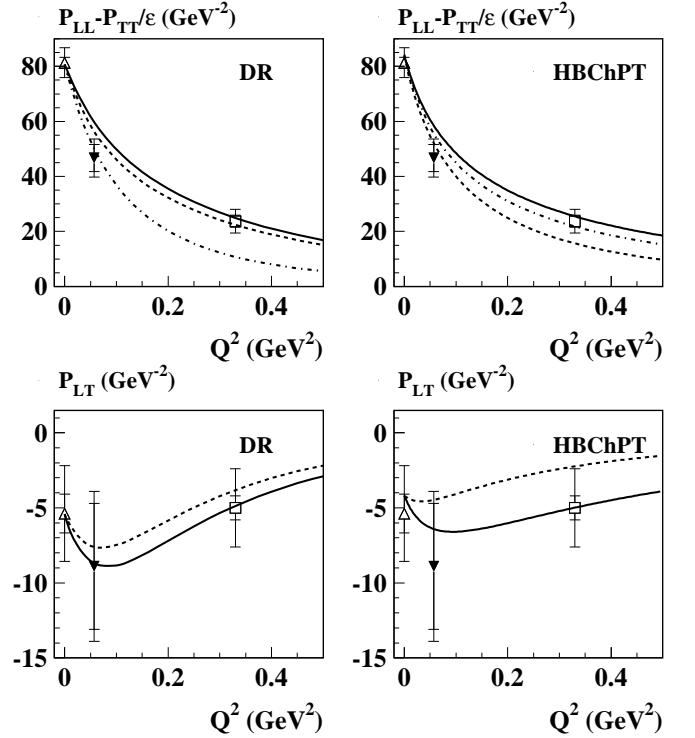 P_LL-P_TT/ε (GeV^-2) P_LL-P_TT/ε (GeV^-2)
80 DR 80 HBChPT
60 60
40 40
20 20
0 0
0 0.2 0.4 0 0.2 0.4
Q^2 (GeV^2) Q^2 (GeV^2)
P_LT (GeV^-2) P_LT (GeV^-2)
0 DR 0 HBChPT
-5 -5
-10 -10
-15 -15
0 0.2 0.4 0 0.2 0.4
Q^2 (GeV^2) Q^2 (GeV^2)